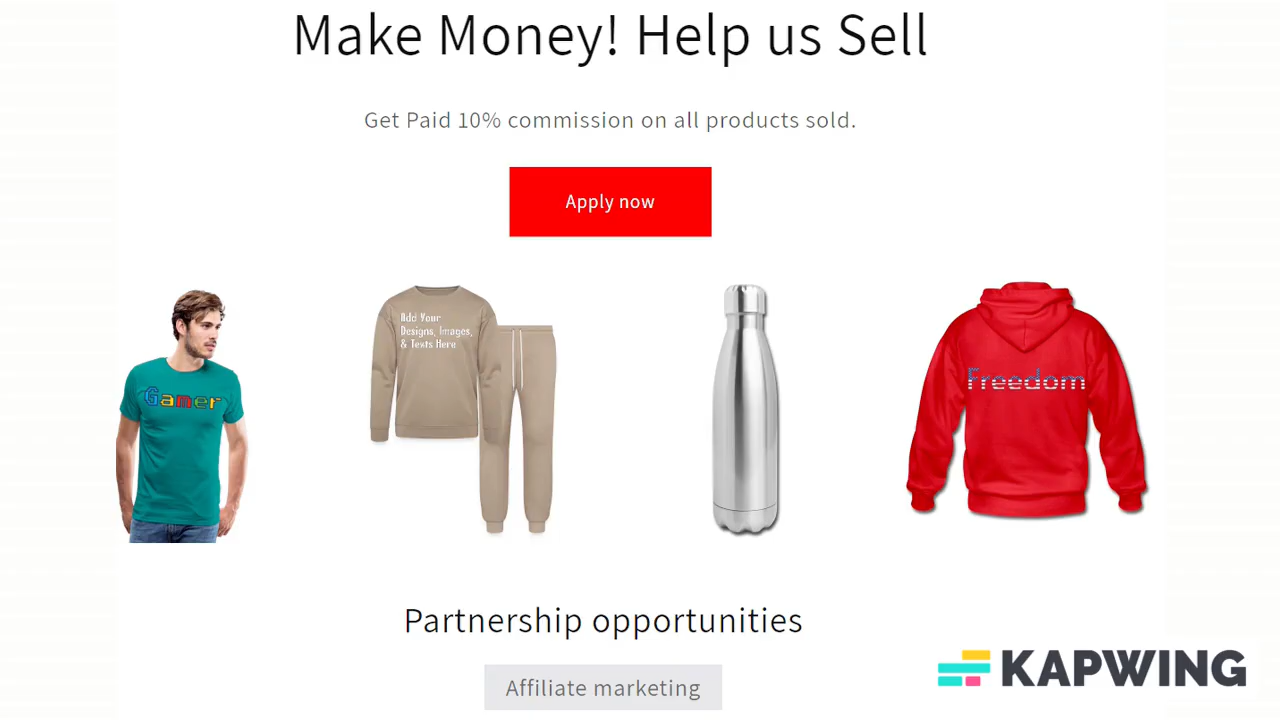 Make Money! Help us Sell
Get Paid 10% commission on all products sold.
Apply now
Gamer
Add Your
Designs, Images,
& Texts Here
Freedom
Partnership opportunities
Affiliate marketing
KAPWING